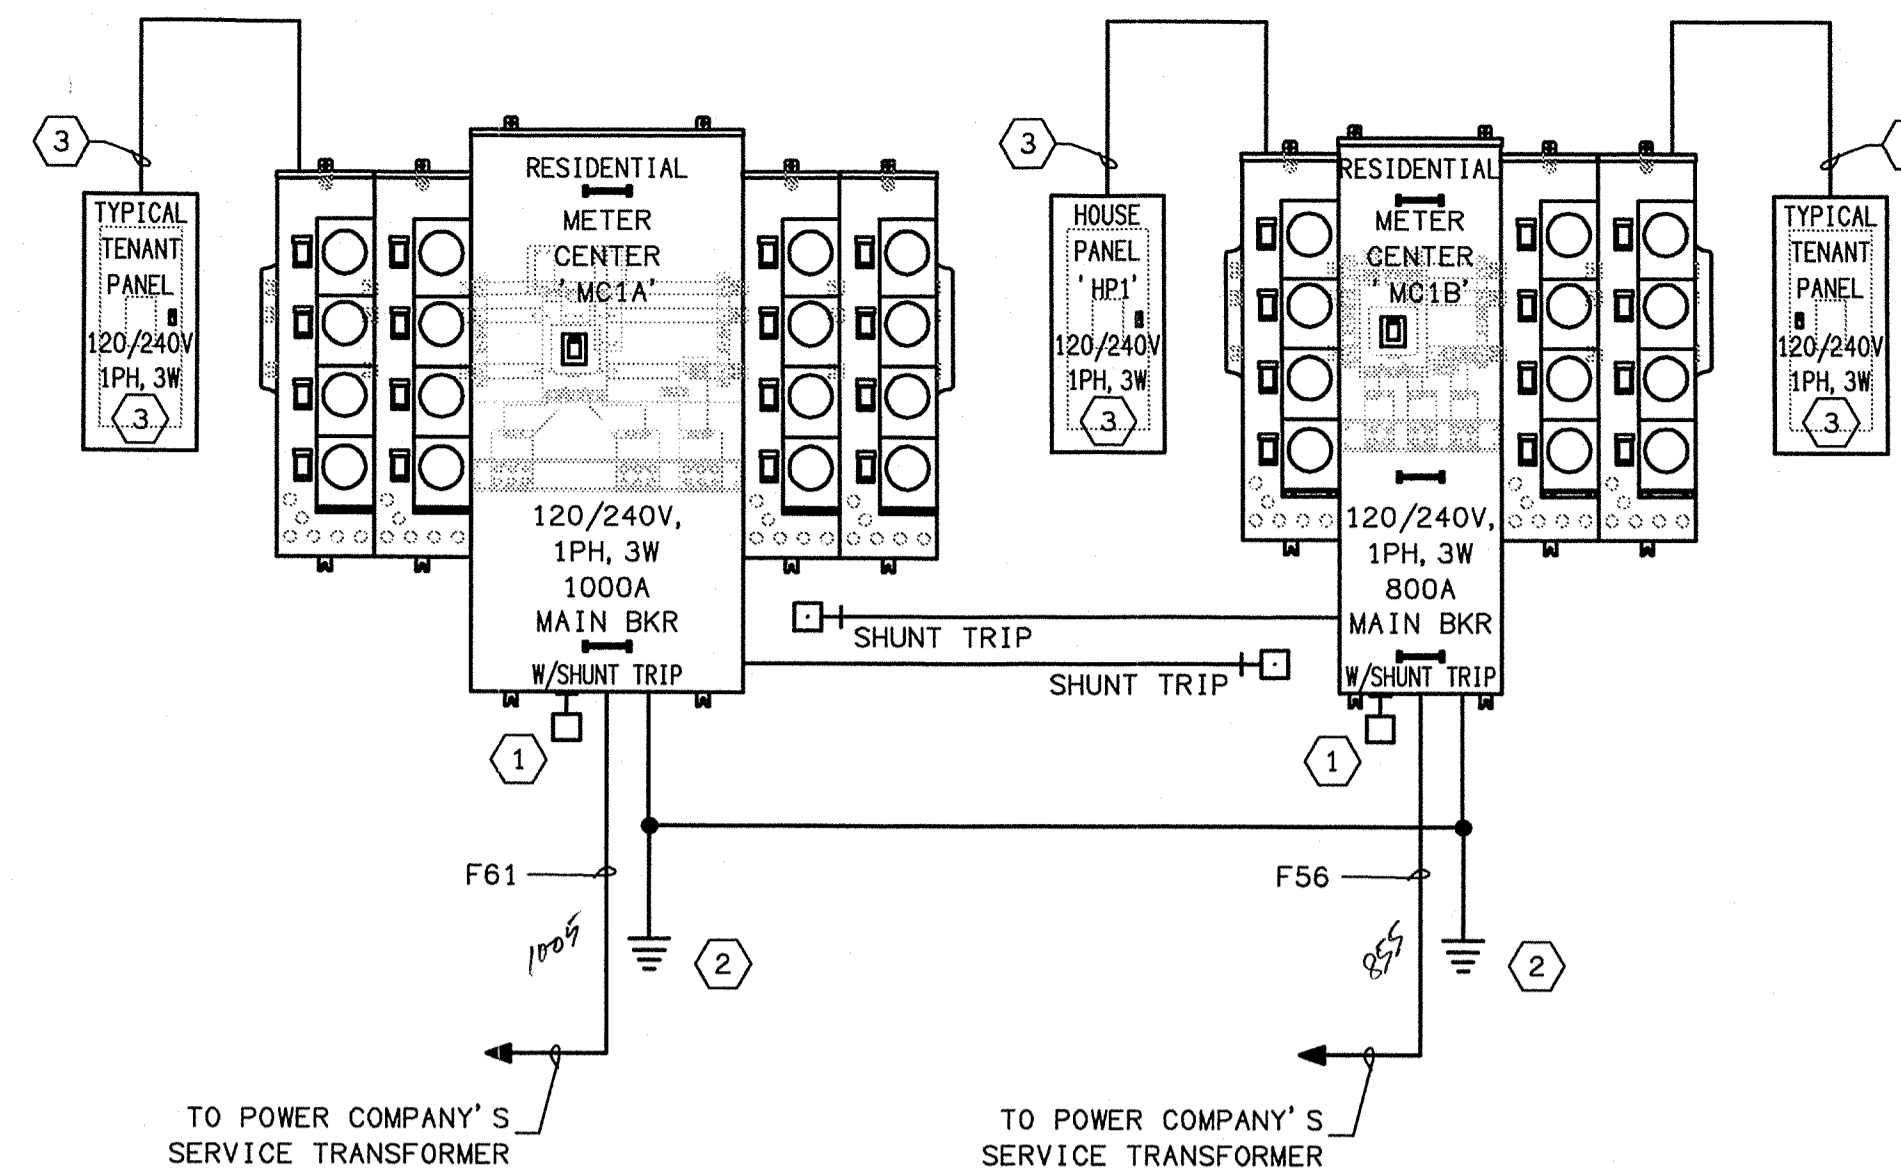 3
TYPICAL
TENANT
PANEL
120/240V
1PH, 3W
3
RESIDENTIAL
METER
CENTER
'MC1A'
120/240V,
1PH, 3W
1000A
MAIN BKR
W/SHUNT TRIP
3
HOUSE
PANEL
'HP1'
120/240V
1PH, 3W
3
RESIDENTIAL
METER
CENTER
'MC1B'
120/240V,
1PH, 3W
800A
MAIN BKR
W/SHUNT TRIP
TYPICAL
TENANT
PANEL
120/240V
1PH, 3W
3
SHUNT TRIP
SHUNT TRIP
1
1
F61
F56
2
2
TO POWER COMPANY'S
SERVICE TRANSFORMER
TO POWER COMPANY'S
SERVICE TRANSFORMER